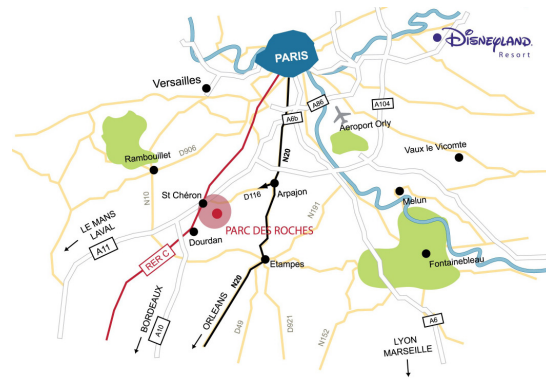 DISNEYLAND
Resort
PARIS
Versailles
A86
A104
A6b
Aeroport Orly
N20
D906
Vaux le Vicomte
Rambouillet
N10
St Chéron
D116
Arpajon
Melun
N191
LE MANS
LAVAL
PARC DES ROCHES
A11
Dourdan
RER C
Fontainebleau
Etampes
N20
BORDEAUX
ORLEANS
A10
D49
D921
N152
A6
LYON
MARSEILLE